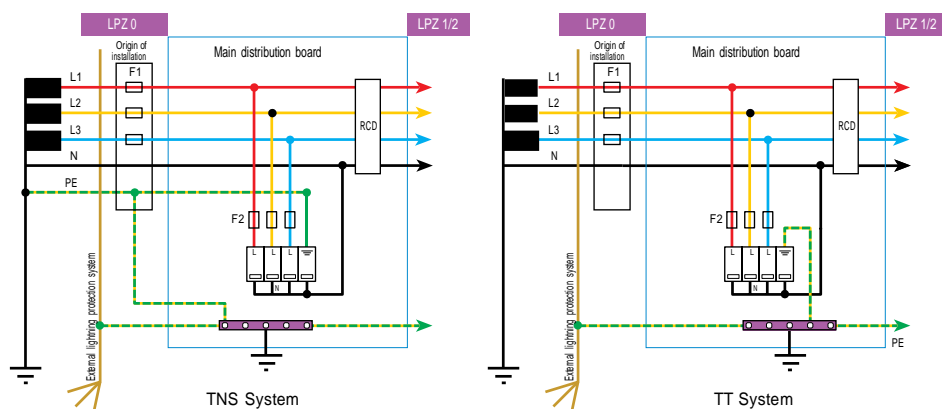 LPZ 0
LPZ 1/2
Origin of
installation
Main distribution board
F1
L1
L2
L3
N
PE
RCD
F2
L
L
L
N
External lightning protection system
TNS System
LPZ 0
LPZ 1/2
Origin of
installation
Main distribution board
F1
L1
L2
L3
N
RCD
F2
L
L
L
N
PE
External lightning protection system
TT System